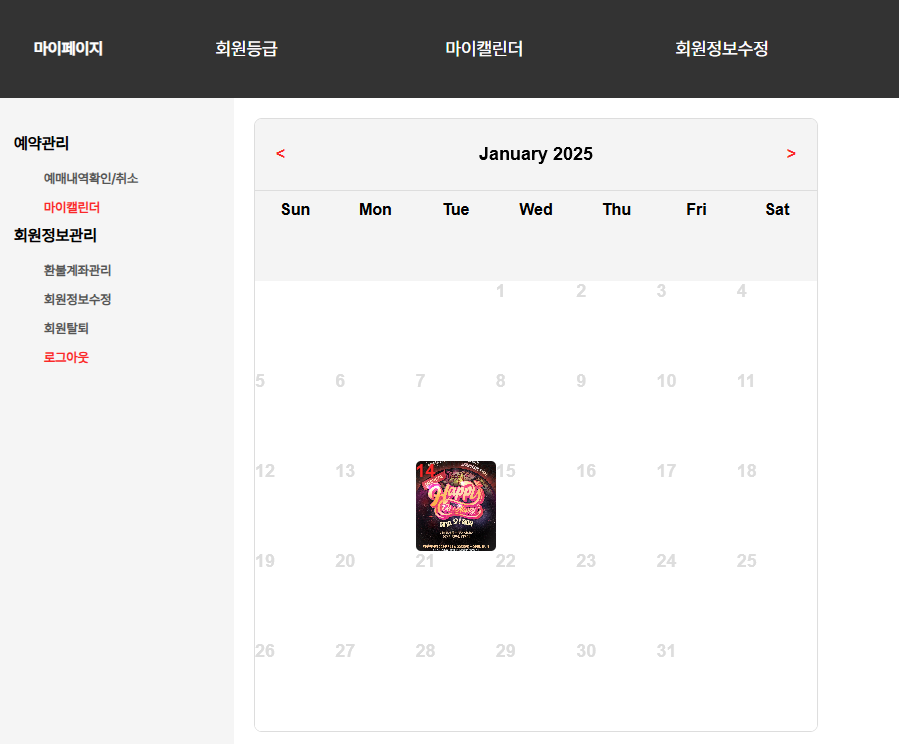 마이페이지 회원등급 마이캘린더 회원정보수정
예약관리
예매내역확인/취소
마이캘린더
회원정보관리
환불계좌관리
회원정보수정
회원탈퇴
로그아웃
< January 2025 >
Sun Mon Tue Wed Thu Fri Sat
1 2 3 4
5 6 7 8 9 10 11
12 13 14 15 16 17 18
Happy
19 20 21 22 23 24 25
26 27 28 29 30 31